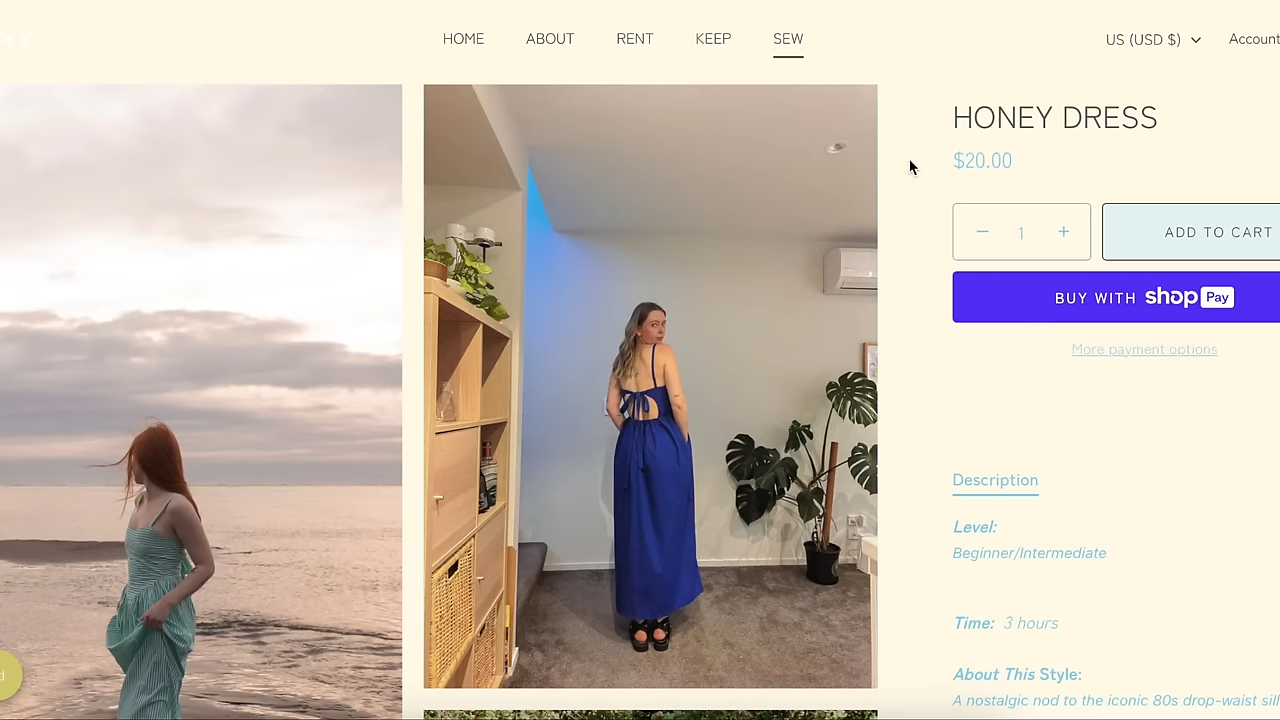 HOME ABOUT RENT KEEP SEW US (USD $) Account
HONEY DRESS
$20.00
− 1 + ADD TO CART
BUY WITH shop Pay
More payment options
Description
Level:
Beginner/Intermediate
Time: 3 hours
About This Style:
A nostalgic nod to the iconic 80s drop-waist